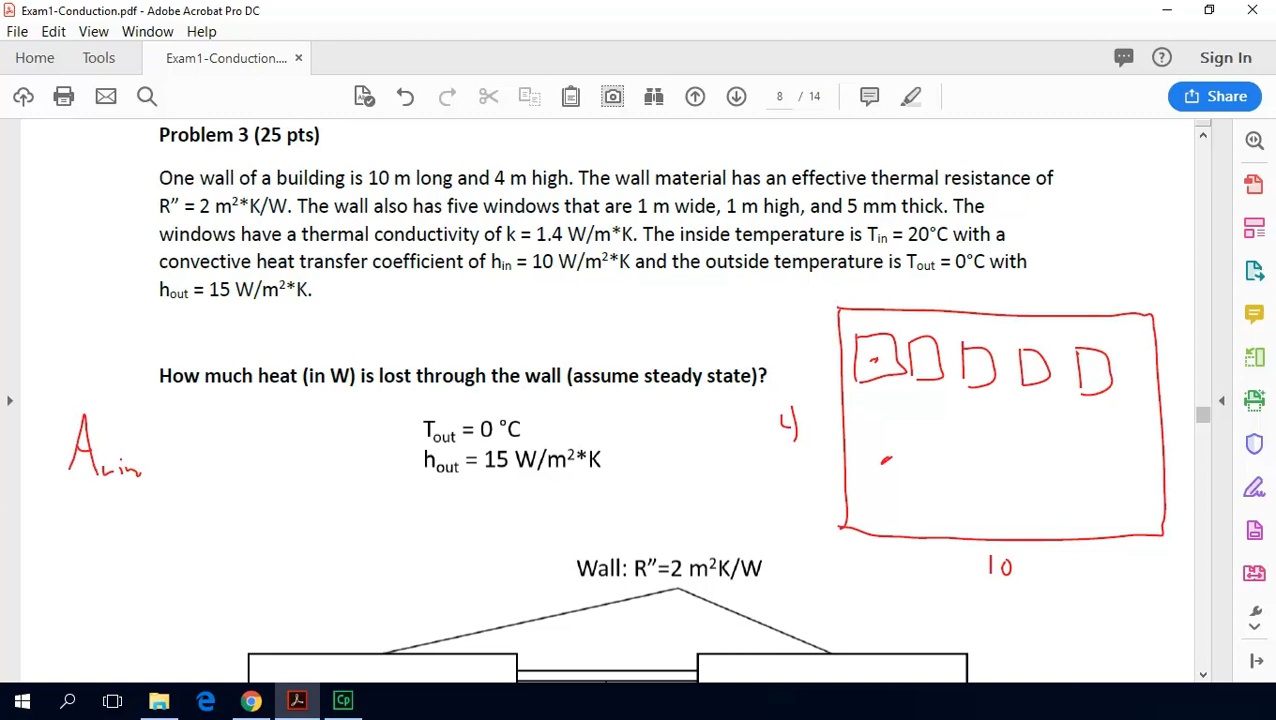 Exam1-Conduction.pdf - Adobe Acrobat Pro DC
File Edit View Window Help
Home Tools Exam1-Conduction.... × Sign In
8 / 14 Share
Problem 3 (25 pts)
One wall of a building is 10 m long and 4 m high. The wall material has an effective thermal resistance of
R” = 2 m²*K/W. The wall also has five windows that are 1 m wide, 1 m high, and 5 mm thick. The
windows have a thermal conductivity of k = 1.4 W/m*K. The inside temperature is Tin = 20°C with a
convective heat transfer coefficient of hin = 10 W/m²*K and the outside temperature is Tout = 0°C with
hout = 15 W/m²*K.
How much heat (in W) is lost through the wall (assume steady state)?
Tout = 0 °C
hout = 15 W/m²*K
4
Awin
10
Wall: R”=2 m²K/W
Cp